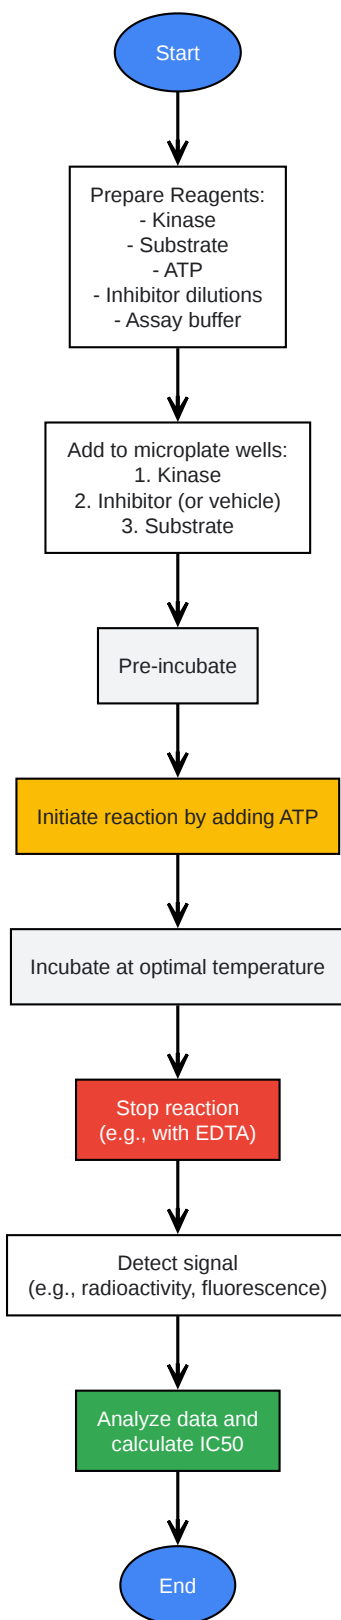 Start
Prepare Reagents:
- Kinase
- Substrate
- ATP
- Inhibitor dilutions
- Assay buffer
Add to microplate wells:
1. Kinase
2. Inhibitor (or vehicle)
3. Substrate
Pre-incubate
Initiate reaction by adding ATP
Incubate at optimal temperature
Stop reaction
(e.g., with EDTA)
Detect signal
(e.g., radioactivity, fluorescence)
Analyze data and
calculate IC50
End